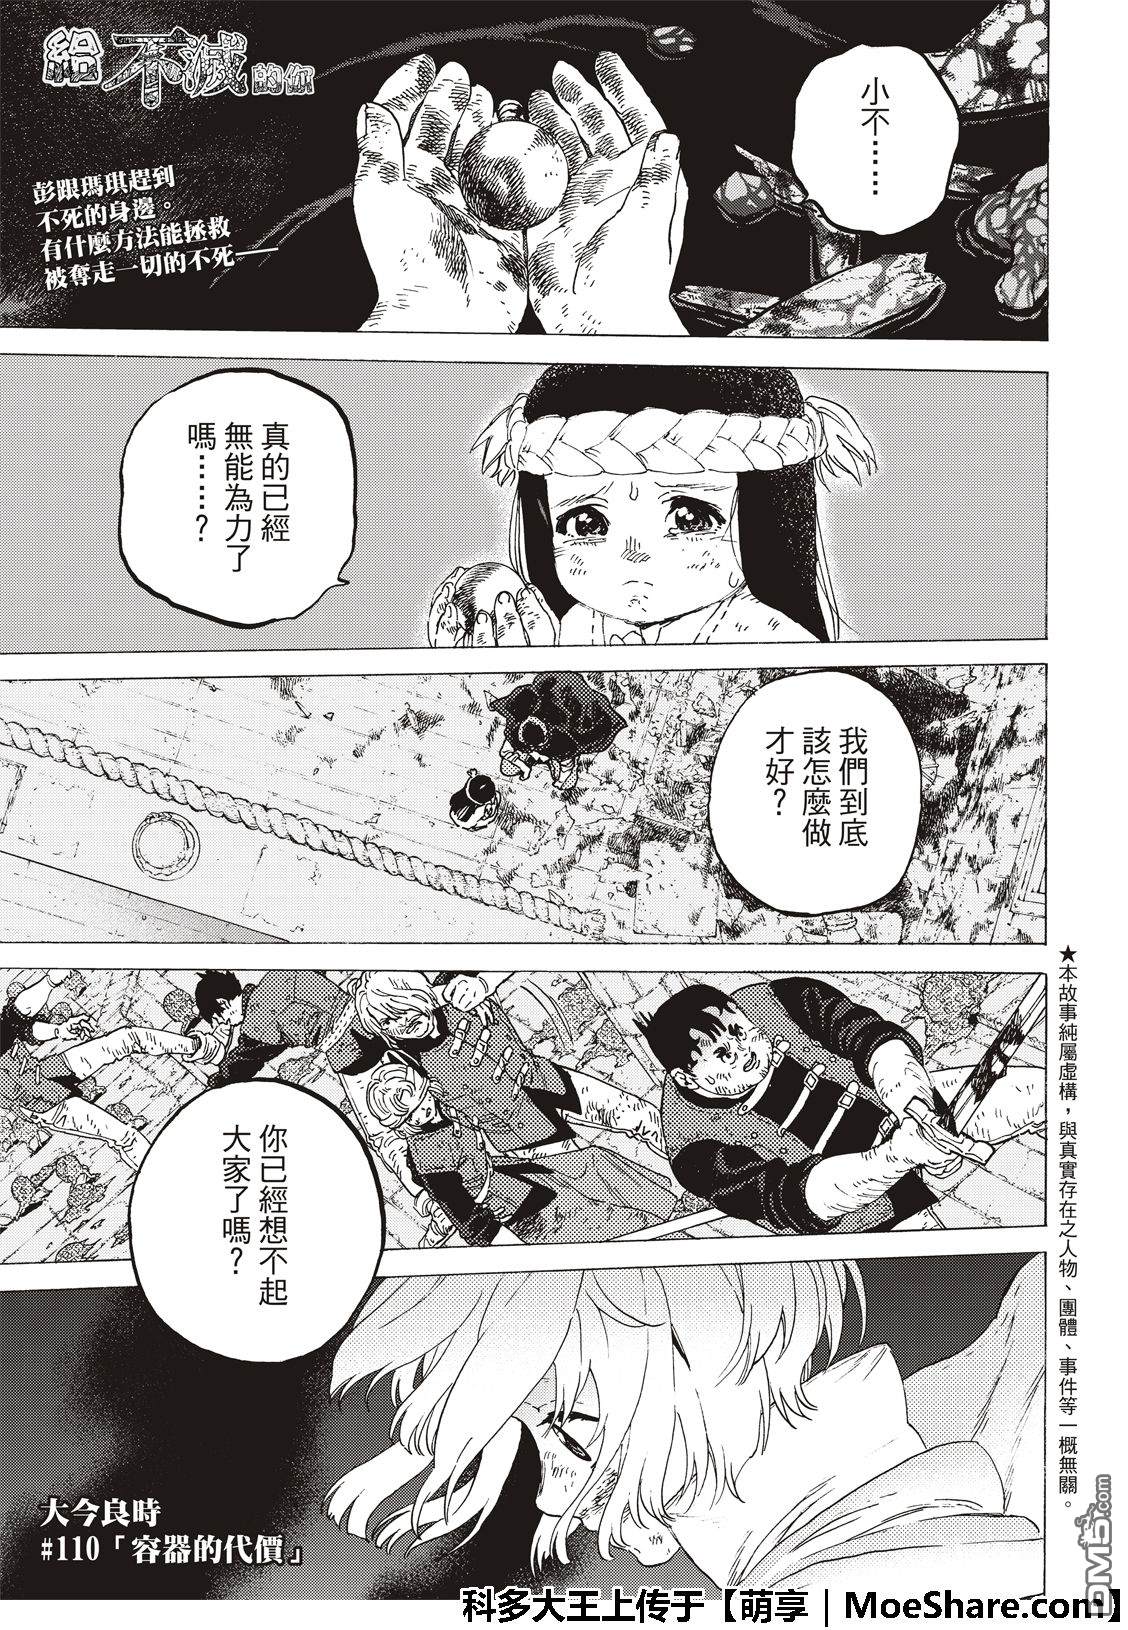 給不滅的你
彭跟瑪琪趕到
不死的身邊。
有什麼方法能拯救
被奪走一切的不死——
小不………
真的已經
無能為力了
嗎……?
我們到底
該怎麼做
才好?
你已經想不起
大家了嗎?
★本故事純屬虛構,與真實存在之人物、團體、事件等一概無關。
大今良時
#110「容器的代價」
DM5.com
科多大王上传于【萌享|MoeShare.com】